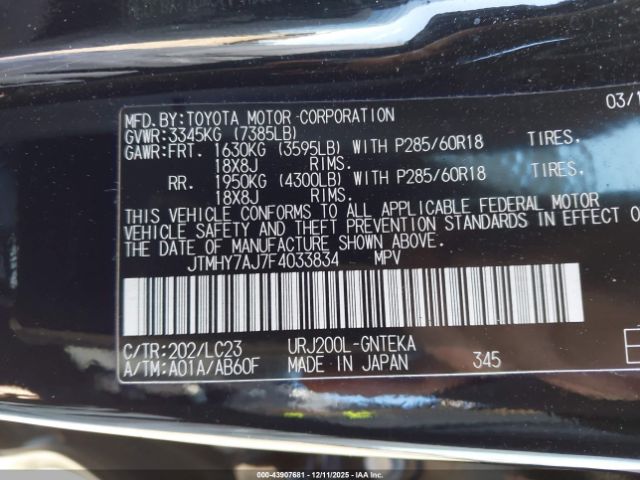 MFD.BY:TOYOTA MOTOR CORPORATION 03/1
GVWR:3345KG (7385LB)
GAWR:FRT. 1630KG (3595LB) WITH P285/60R18 TIRES.
18X8J RIMS.
RR. 1950KG (4300LB) WITH P285/60R18 TIRES.
18X8J RIMS.
THIS VEHICLE CONFORMS TO ALL APPLICABLE FEDERAL MOTOR
VEHICLE SAFETY AND THEFT PREVENTION STANDARDS IN EFFECT O
THE DATE OF MANUFACTURE SHOWN ABOVE.
JTMHY7AJ7F4033834 MPV
C/TR:202/LC23 URJ200L-GNTEKA
A/TM:A01A/AB60F MADE IN JAPAN 345
000-43907681 - 12/11/2025 - iaai.com